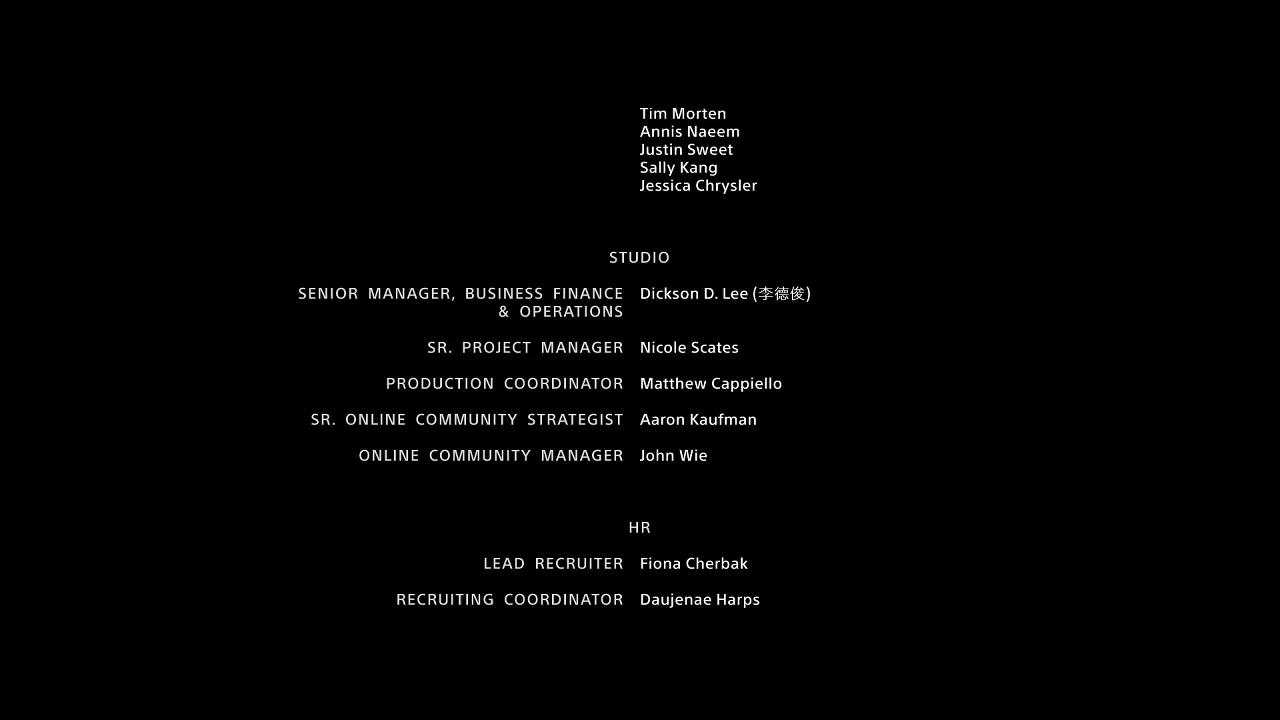 Tim Morten
Annis Naeem
Justin Sweet
Sally Kang
Jessica Chrysler
STUDIO
SENIOR MANAGER, BUSINESS FINANCE & OPERATIONS Dickson D. Lee (李德俊)
SR. PROJECT MANAGER Nicole Scates
PRODUCTION COORDINATOR Matthew Cappiello
SR. ONLINE COMMUNITY STRATEGIST Aaron Kaufman
ONLINE COMMUNITY MANAGER John Wie
HR
LEAD RECRUITER Fiona Cherbak
RECRUITING COORDINATOR Daujenae Harps